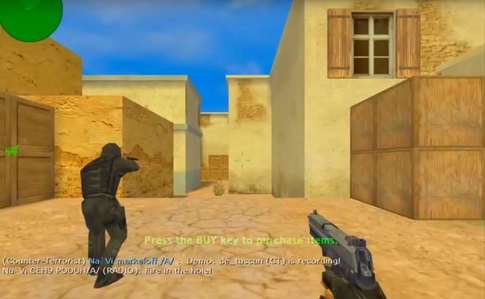 Press the BUY key to purchase items.
(Counter-Terrorist) Na`Vi markeloff /A/ : Demo: de_tuscan (CT) is recording!
Na`Vi CEH9 /A/ (RADIO): Fire in the hole!